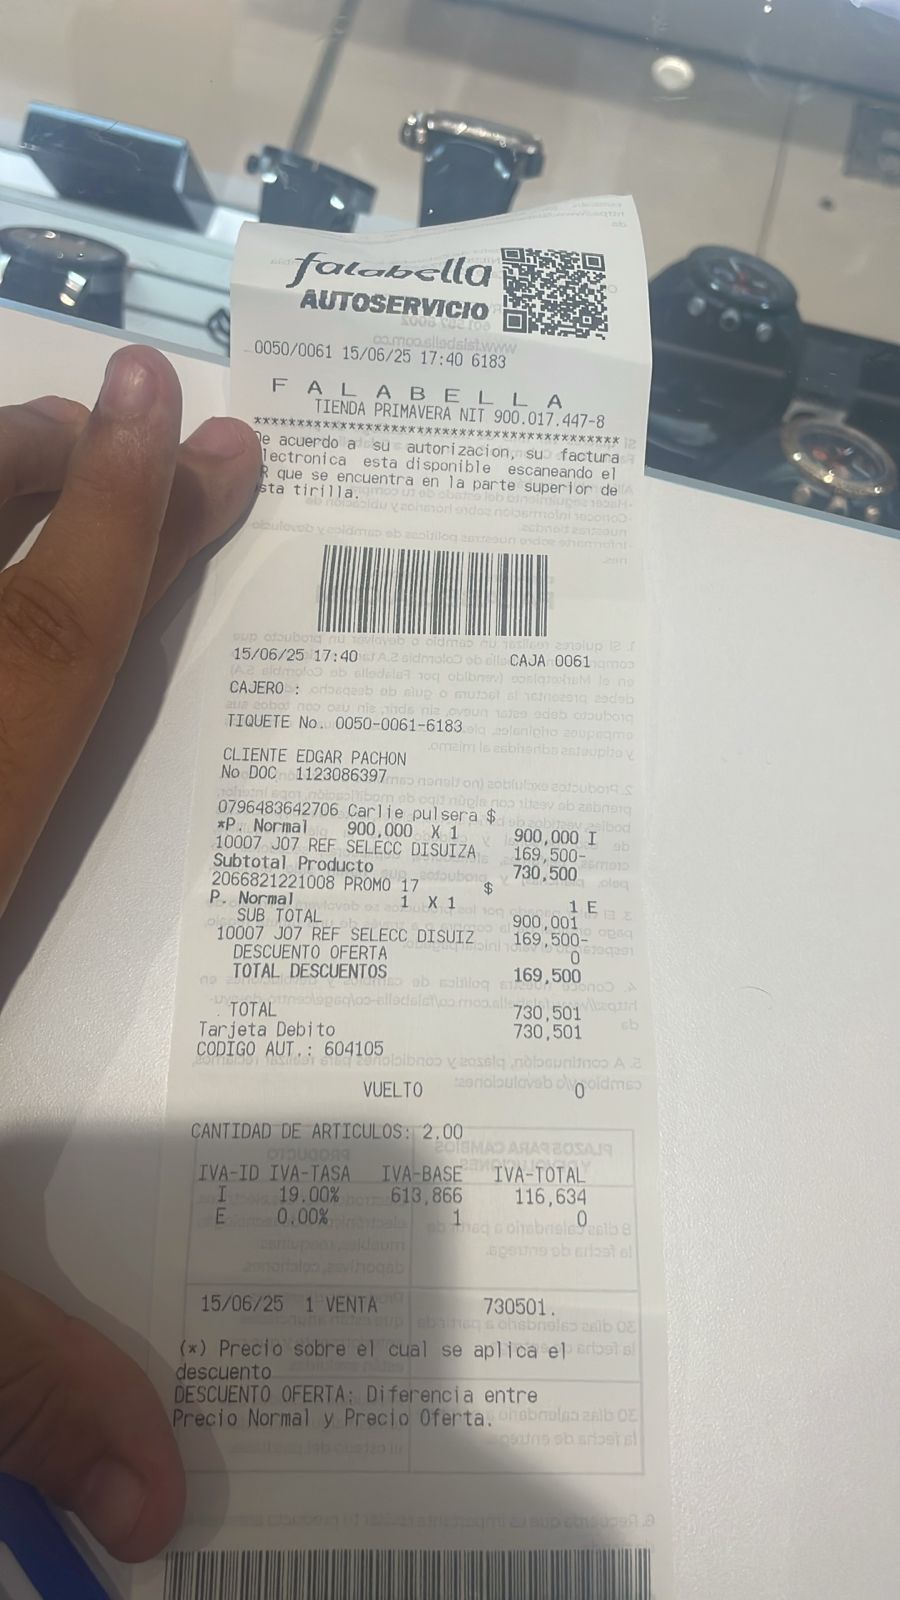 falabella
AUTOSERVICIO
0050/0061 15/06/25 17:40 6183
F A L A B E L L A
TIENDA PRIMAVERA NIT 900.017.447-8
******************************************
De acuerdo a su autorizacion, su factura
lectronica esta disponible escaneando el
R que se encuentra en la parte superior de
sta tirilla.
15/06/25 17:40 CAJA 0061
CAJERO :
TIQUETE No. 0050-0061-6183
CLIENTE EDGAR PACHON
No DOC 1123086397
0796483642706 Carlie pulsera $
*P. Normal 900,000 X 1 900,000 I
10007 J07 REF SELECC DISUIZA 169,500-
Subtotal Producto 730,500
2066821221008 PROMO 17 $
P. Normal 1 X 1 1 E
SUB TOTAL 900,001
10007 J07 REF SELECC DISUIZ 169,500-
DESCUENTO OFERTA 0
TOTAL DESCUENTOS 169,500
TOTAL 730,501
Tarjeta Debito 730,501
CODIGO AUT.: 604105
VUELTO 0
CANTIDAD DE ARTICULOS: 2,00
IVA-ID IVA-TASA IVA-BASE IVA-TOTAL
I 19.00% 613,866 116,634
E 0.00% 1 0
15/06/25 1 VENTA 730501.
(*) Precio sobre el cual se aplica el
descuento
DESCUENTO OFERTA: Diferencia entre
Precio Normal y Precio Oferta.